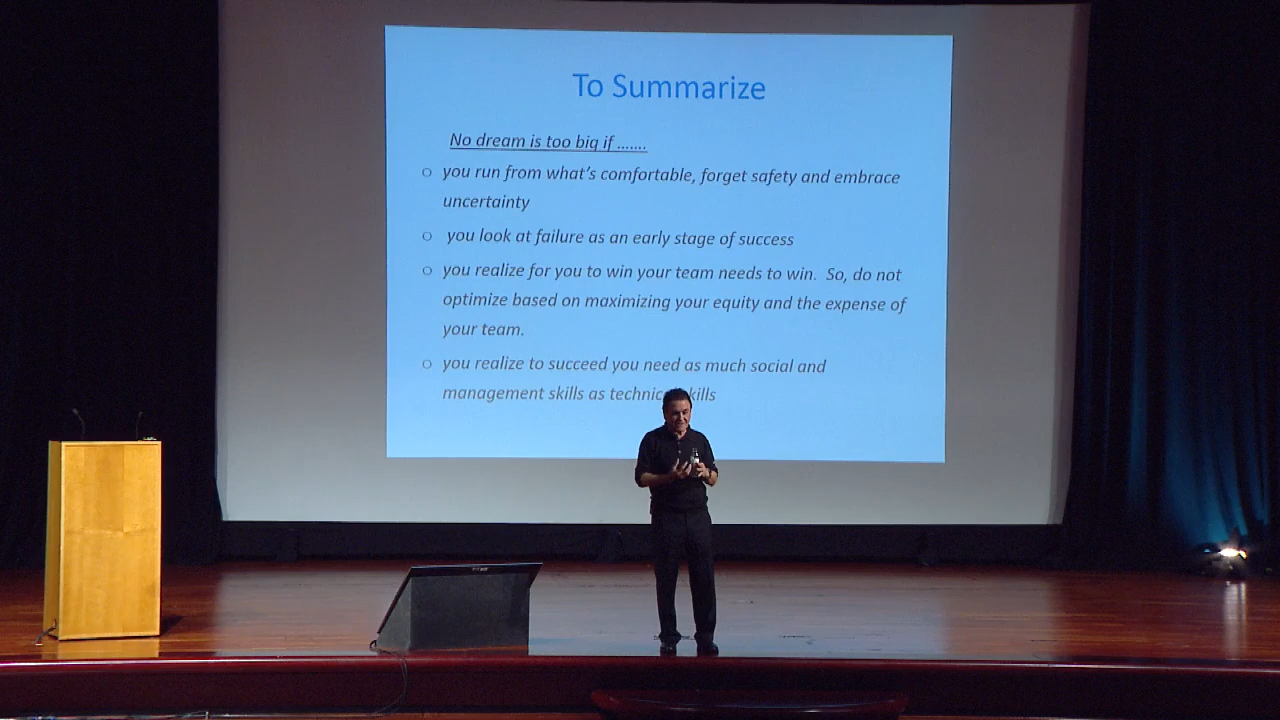 To Summarize
No dream is too big if .......
o you run from what's comfortable, forget safety and embrace
uncertainty
o you look at failure as an early stage of success
o you realize for you to win your team needs to win. So, do not
optimize based on maximizing your equity and the expense of
your team.
o you realize to succeed you need as much social and
management skills as kills